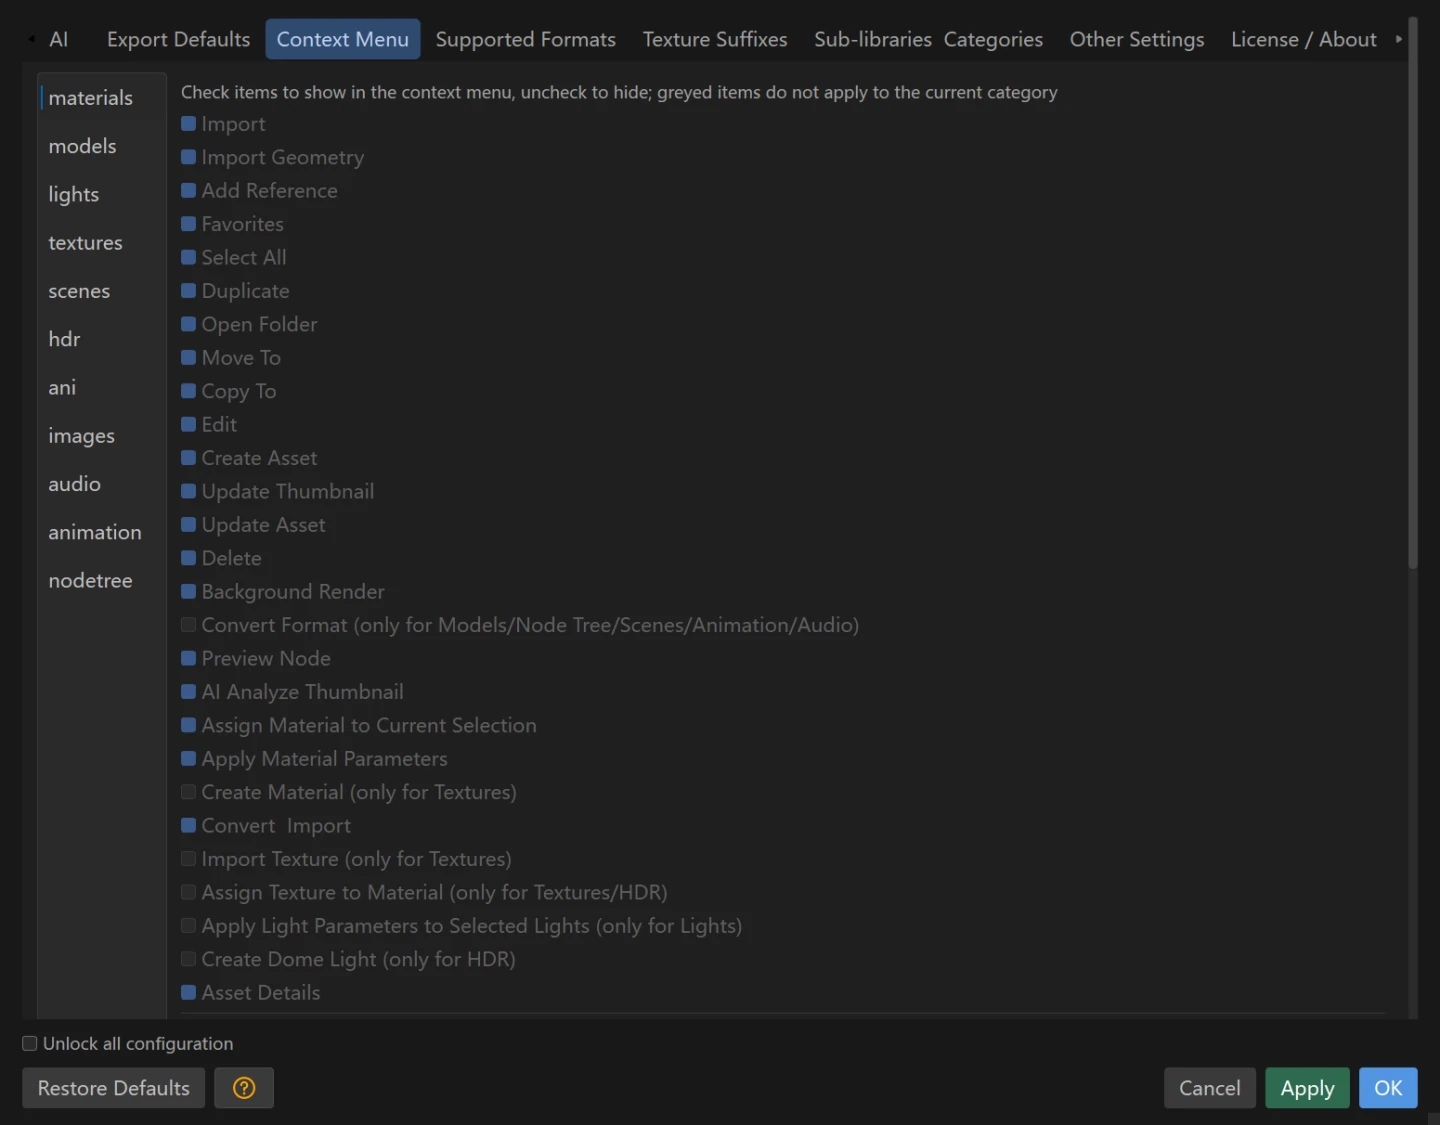 AI Export Defaults Context Menu Supported Formats Texture Suffixes Sub-libraries Categories Other Settings License / About
materials
models
lights
textures
scenes
hdr
ani
images
audio
animation
nodetree
Check items to show in the context menu, uncheck to hide; greyed items do not apply to the current category
Import
Import Geometry
Add Reference
Favorites
Select All
Duplicate
Open Folder
Move To
Copy To
Edit
Create Asset
Update Thumbnail
Update Asset
Delete
Background Render
Convert Format (only for Models/Node Tree/Scenes/Animation/Audio)
Preview Node
AI Analyze Thumbnail
Assign Material to Current Selection
Apply Material Parameters
Create Material (only for Textures)
Convert Import
Import Texture (only for Textures)
Assign Texture to Material (only for Textures/HDR)
Apply Light Parameters to Selected Lights (only for Lights)
Create Dome Light (only for HDR)
Asset Details
Unlock all configuration
Restore Defaults ? Cancel Apply OK